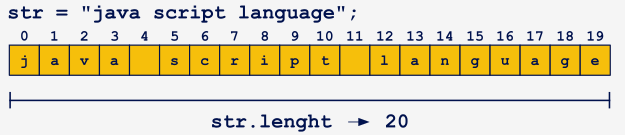 str = "java script language";
0 1 2 3 4 5 6 7 8 9 10 11 12 13 14 15 16 17 18 19
j a v a s c r i p t l a n g u a g e
str.lenght → 20